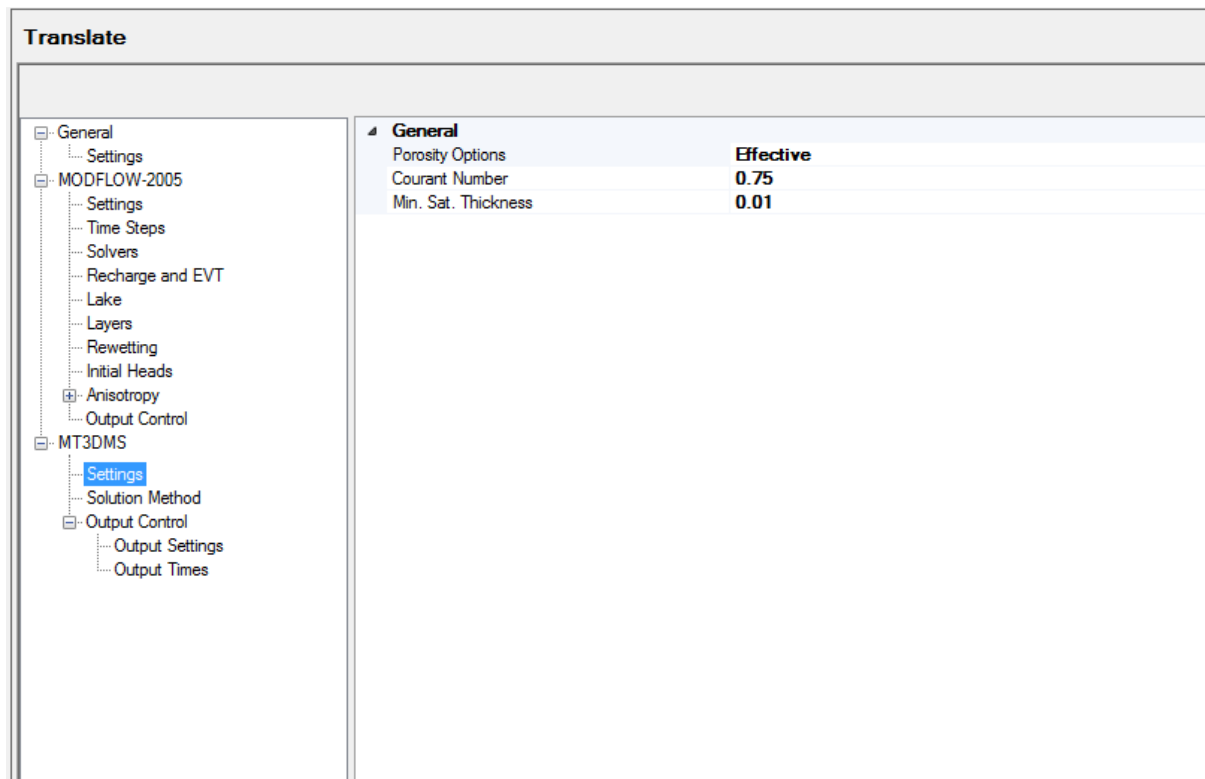 Translate
General
Settings
MODFLOW-2005
Settings
Time Steps
Solvers
Recharge and EVT
Lake
Layers
Rewetting
Initial Heads
Anisotropy
Output Control
MT3DMS
Settings
Solution Method
Output Control
Output Settings
Output Times
General
Porosity Options Effective
Courant Number 0.75
Min. Sat. Thickness 0.01